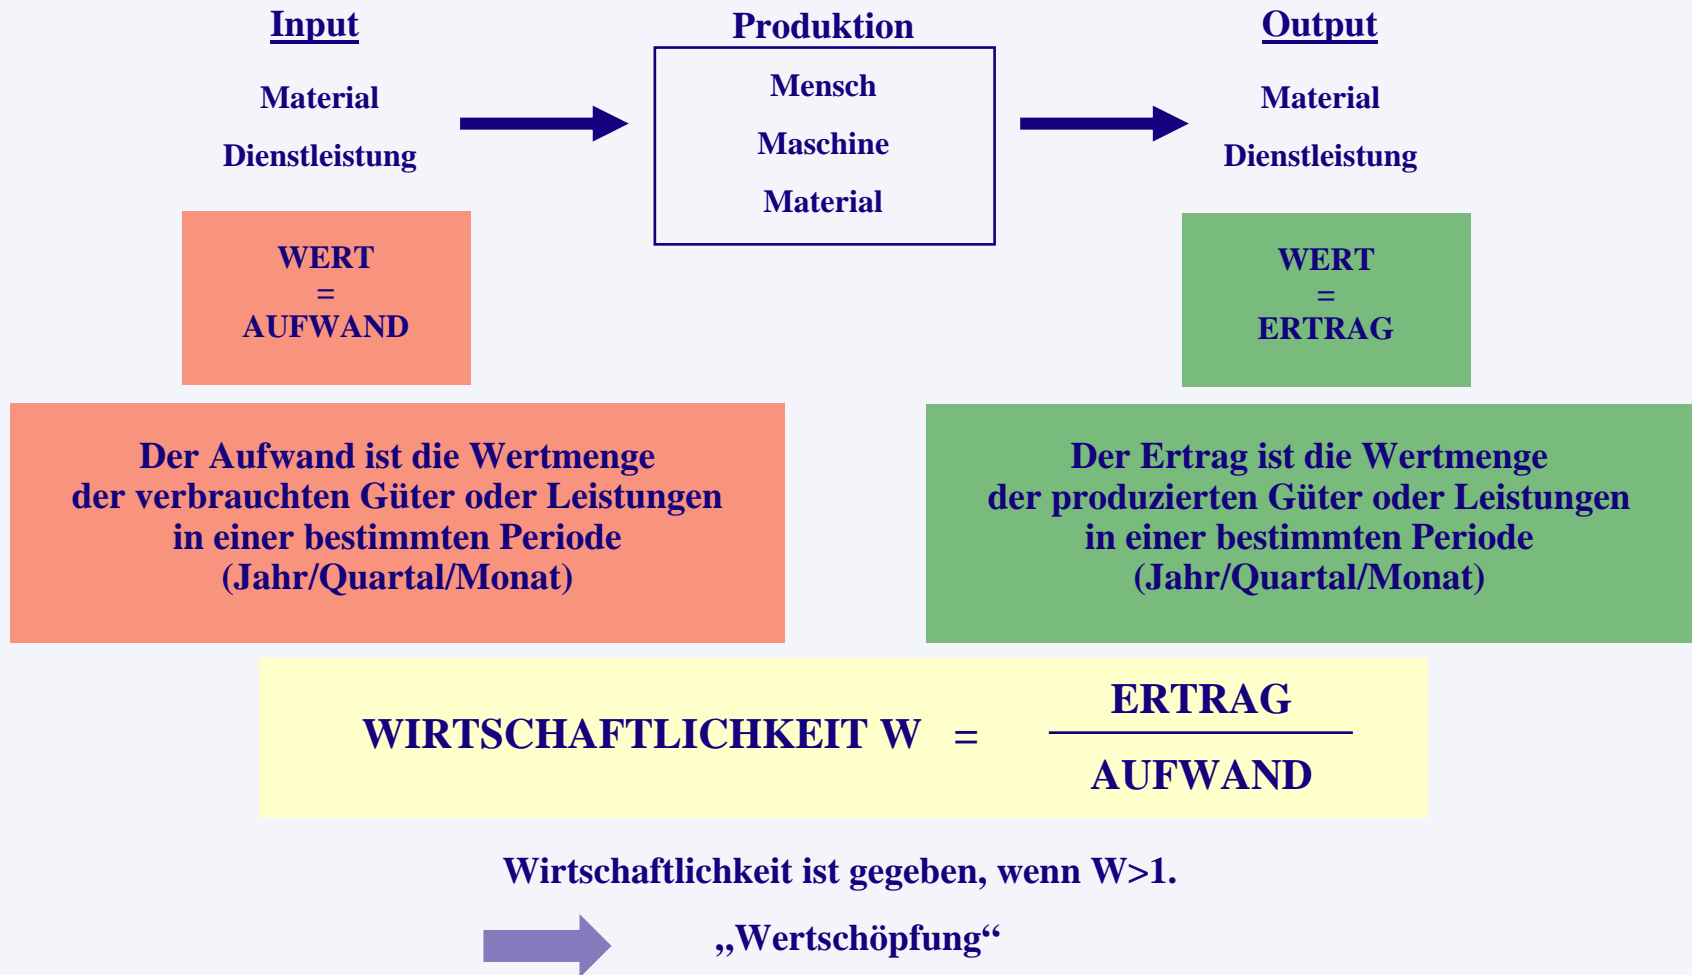 Input
Material
Dienstleistung
Produktion
Mensch
Maschine
Material
Output
Material
Dienstleistung
WERT
=
AUFWAND
WERT
=
ERTRAG
Der Aufwand ist die Wertmenge
der verbrauchten Güter oder Leistungen
in einer bestimmten Periode
(Jahr/Quartal/Monat)
Der Ertrag ist die Wertmenge
der produzierten Güter oder Leistungen
in einer bestimmten Periode
(Jahr/Quartal/Monat)
WIRTSCHAFTLICHKEIT W =
ERTRAG
AUFWAND
Wirtschaftlichkeit ist gegeben, wenn W>1.
„Wertschöpfung“